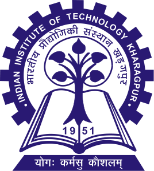 INDIAN INSTITUTE OF TECHNOLOGY KHARAGPUR
भारतीय प्रौद्योगिकी संस्थान खड़गपुर
1951
योगः कर्मसु कौशलम्